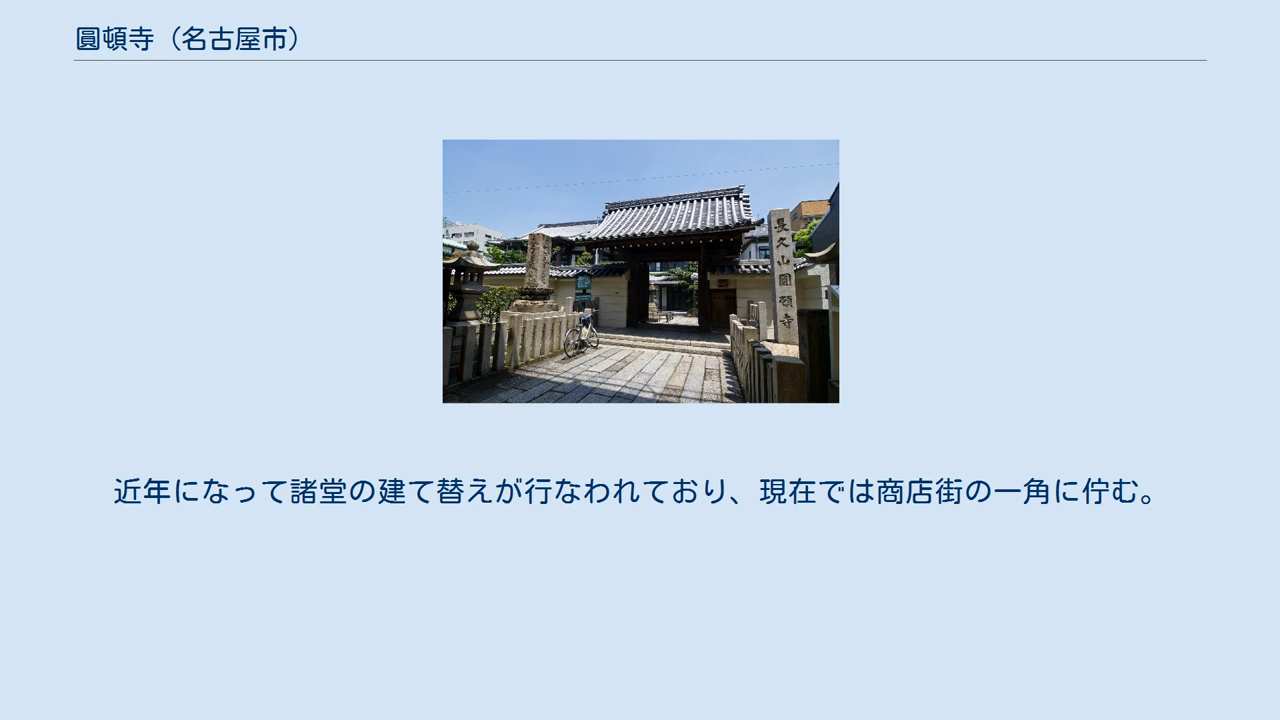 圓頓寺（名古屋市）
長久山圓頓寺
近年になって諸堂の建て替えが行なわれており、現在では商店街の一角に佇む。